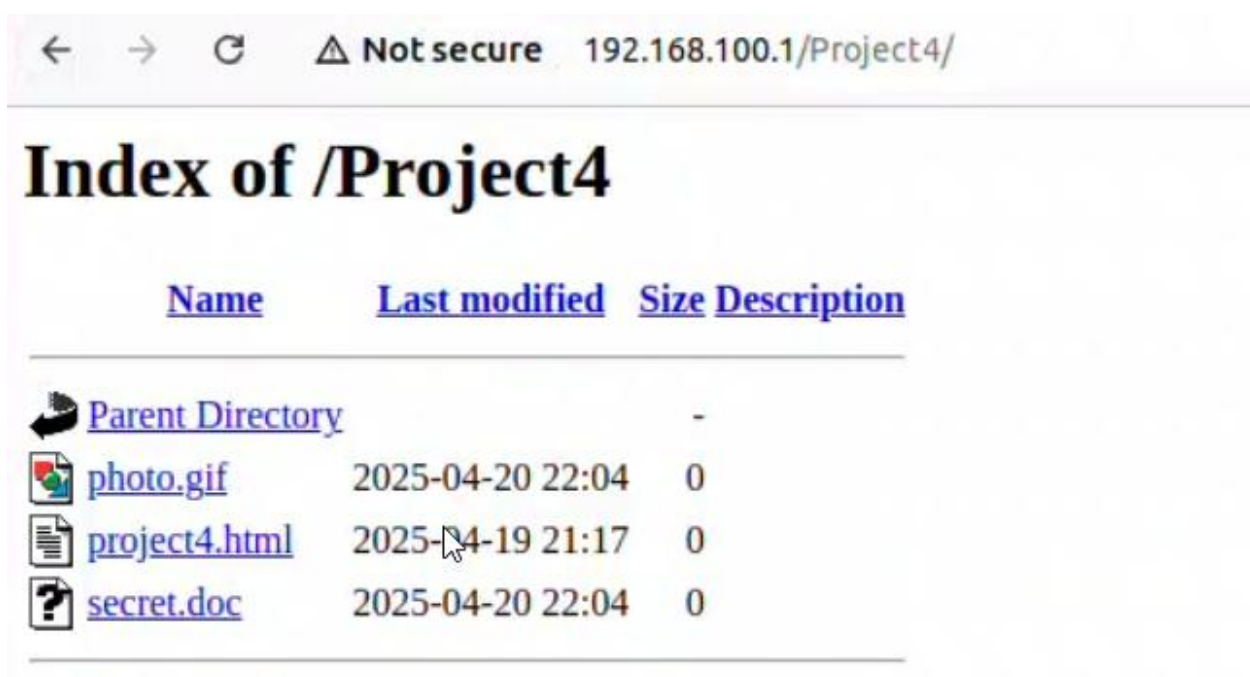 Not secure 192.168.100.1/Project4/
Index of /Project4
Name Last modified Size Description
Parent Directory -
photo.gif 2025-04-20 22:04 0
project4.html 2025-04-19 21:17 0
secret.doc 2025-04-20 22:04 0